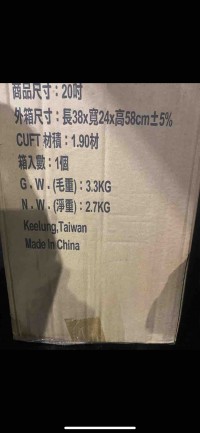 商品尺寸：20吋
外箱尺寸：長38x寬24x高58cm±5%
CUFT 材積：1.90材
箱入數：1個
G.W.(毛重)：3.3KG
N.W.(淨重)：2.7KG
Keelung,Taiwan
Made In China